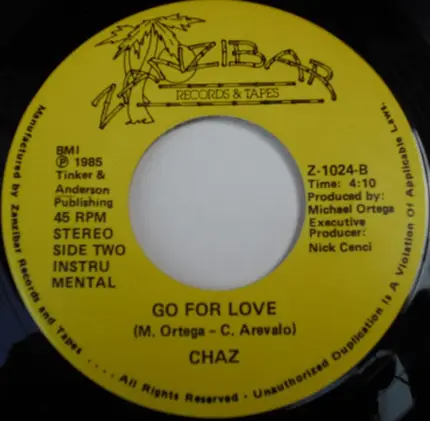 ZANZIBAR
RECORDS & TAPES
BMI
℗ 1985
Tinker &
Anderson
Publishing
45 RPM
STEREO
SIDE TWO
INSTRU
MENTAL
Z-1024-B
Time: 4:10
Produced by:
Michael Ortega
Executive
Producer:
Nick Cenci
GO FOR LOVE
(M. Ortega - C. Arevalo)
CHAZ
Manufactured by Zanzibar Records and Tapes .... All Rights Reserved - Unauthorized Duplication Is A Violation Of Applicable Laws.